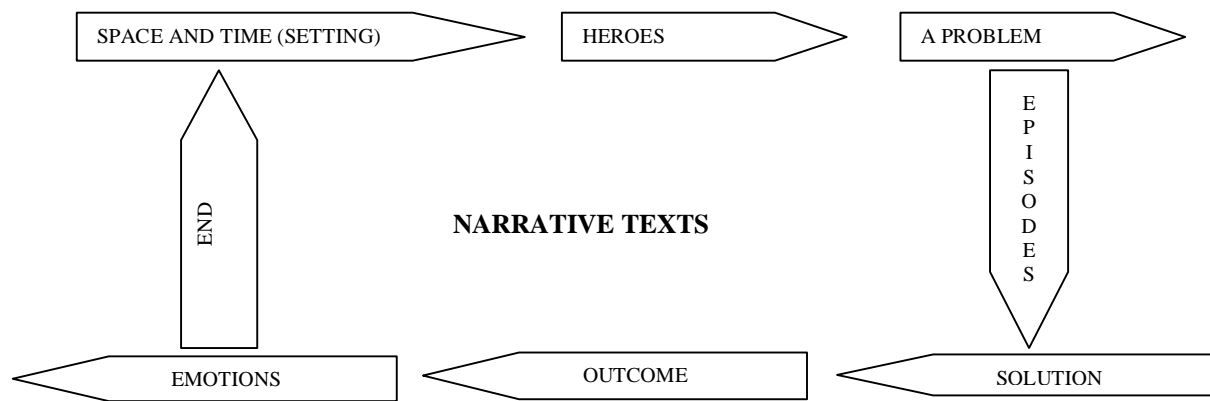 SPACE AND TIME (SETTING)
HEROES
A PROBLEM
EPISODES
NARRATIVE TEXTS
END
EMOTIONS
OUTCOME
SOLUTION